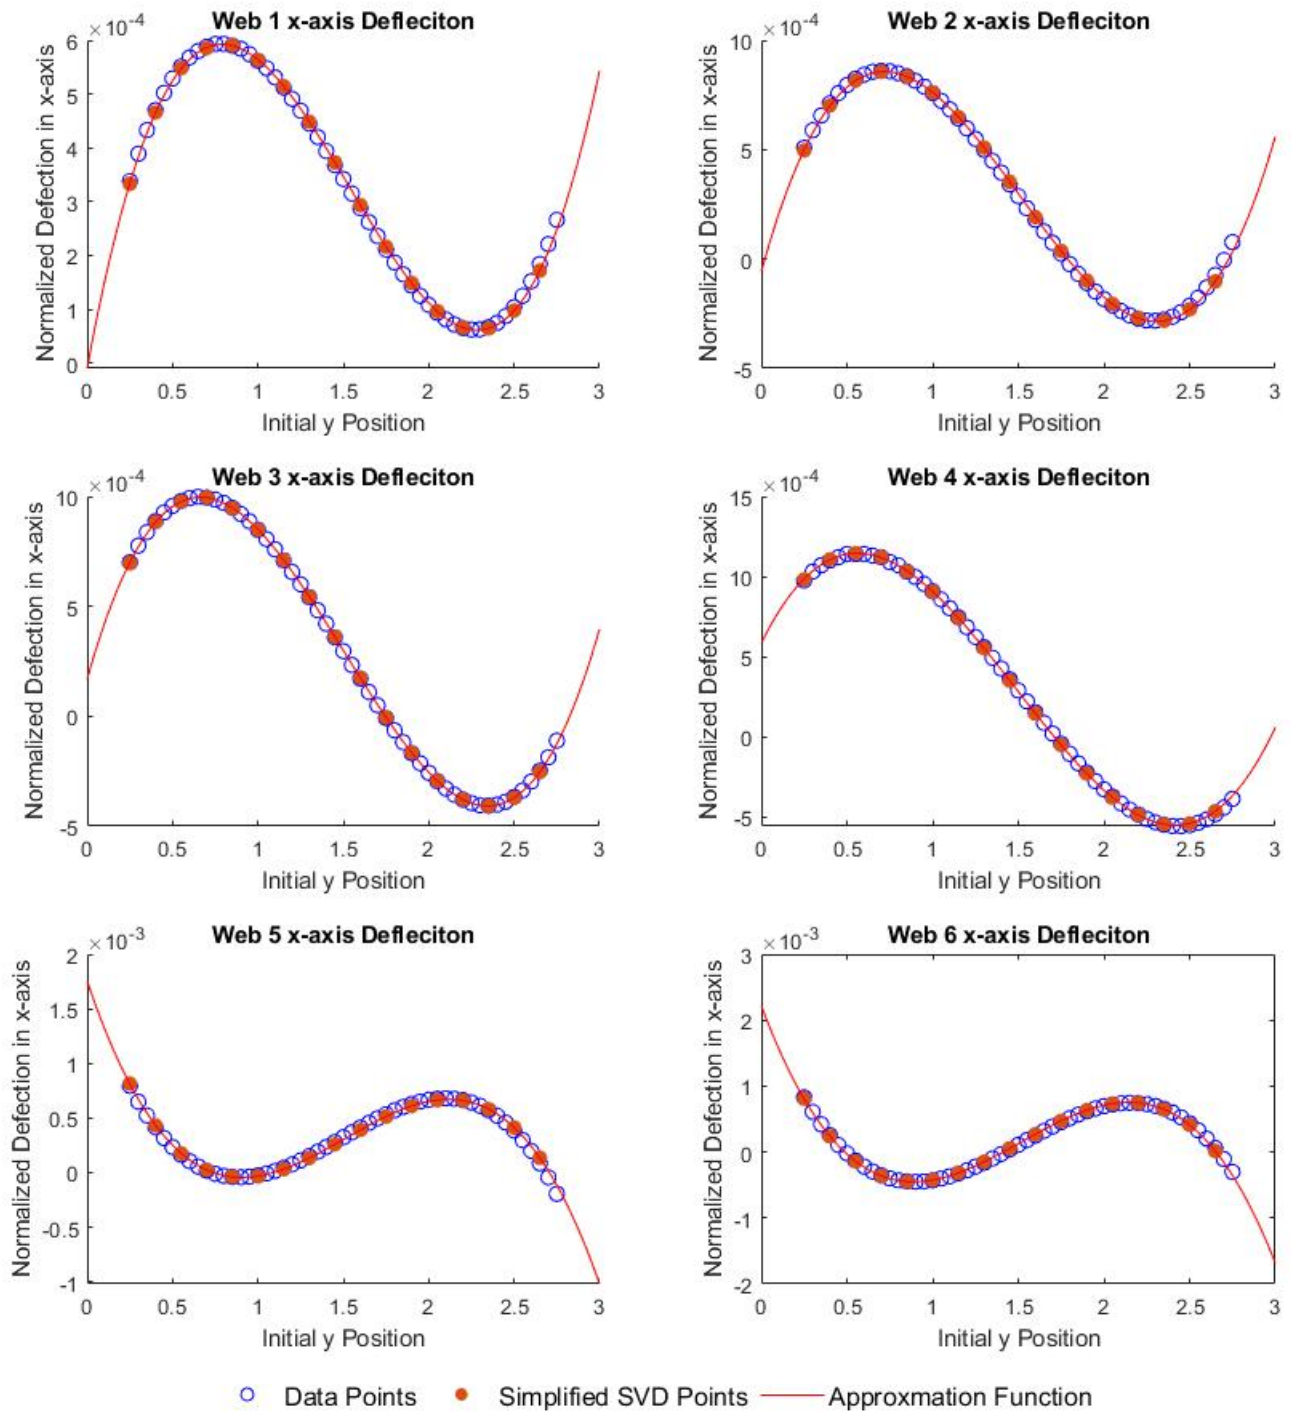 ×10-4
Web 1 x-axis Defleciton
6
5
4
3
2
1
0
0 0.5 1 1.5 2 2.5 3
Normalized Defection in x-axis
Initial y Position
×10-4
Web 2 x-axis Defleciton
10
5
0
-5
0 0.5 1 1.5 2 2.5 3
Normalized Defection in x-axis
Initial y Position
×10-4
Web 3 x-axis Defleciton
10
5
0
-5
0 0.5 1 1.5 2 2.5 3
Normalized Defection in x-axis
Initial y Position
×10-4
Web 4 x-axis Defleciton
15
10
5
0
-5
0 0.5 1 1.5 2 2.5 3
Normalized Defection in x-axis
Initial y Position
×10-3
Web 5 x-axis Defleciton
2
1.5
1
0.5
0
-0.5
-1
0 0.5 1 1.5 2 2.5 3
Normalized Defection in x-axis
Initial y Position
×10-3
Web 6 x-axis Defleciton
3
2
1
0
-1
-2
0 0.5 1 1.5 2 2.5 3
Normalized Defection in x-axis
Initial y Position
Data Points Simplified SVD Points Approxmation Function